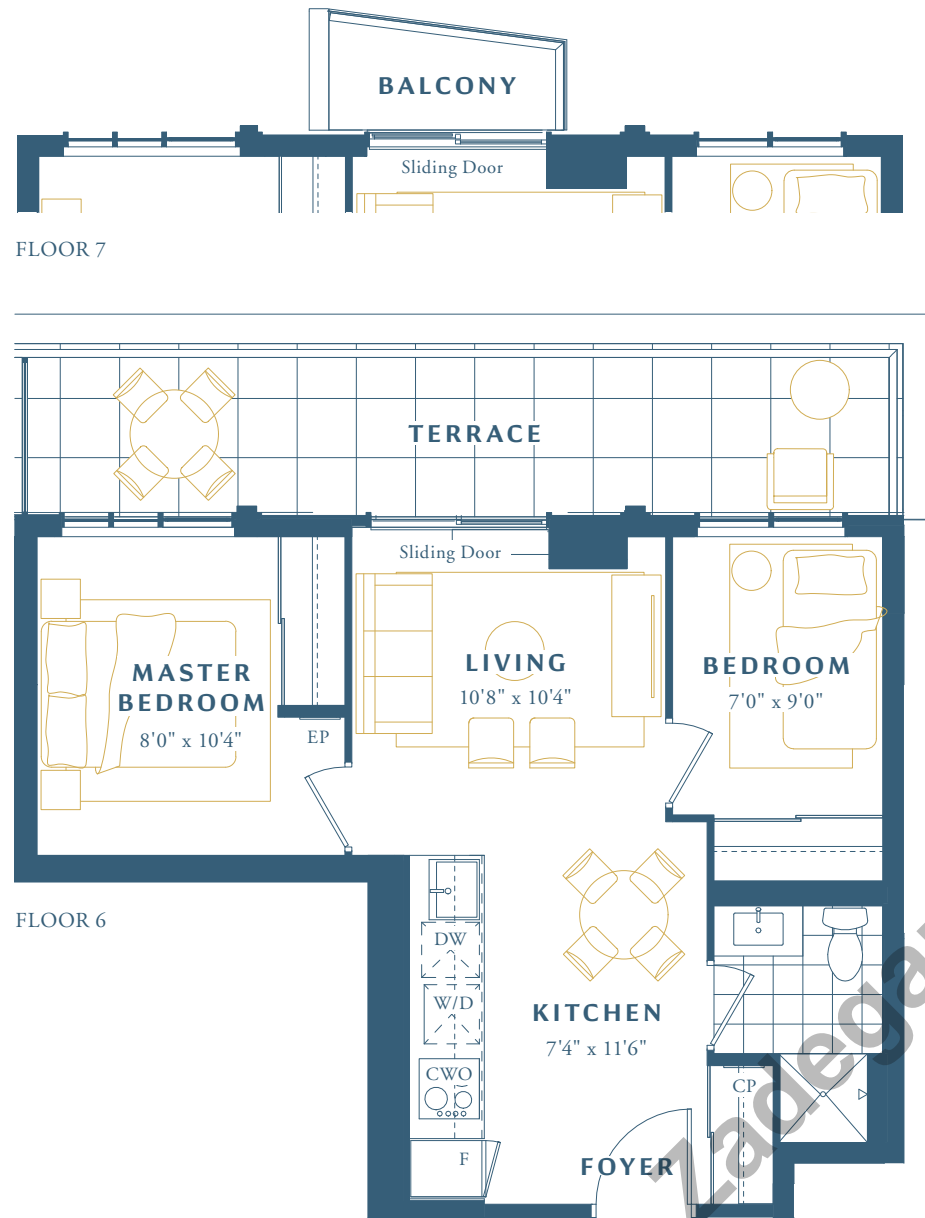 BALCONY
Sliding Door
FLOOR 7
TERRACE
Sliding Door
MASTER
BEDROOM
8'0" x 10'4"
EP
LIVING
10'8" x 10'4"
BEDROOM
7'0" x 9'0"
FLOOR 6
DW
W/D
CWO
F
KITCHEN
7'4" x 11'6"
CP
FOYER